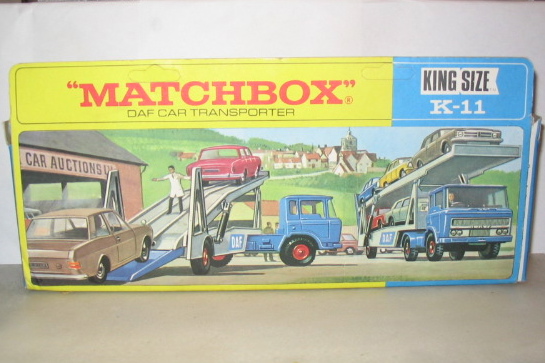 "MATCHBOX"®
DAF CAR TRANSPORTER
KING SIZE
K-11
CAR AUCTIONS
DAF
DAF